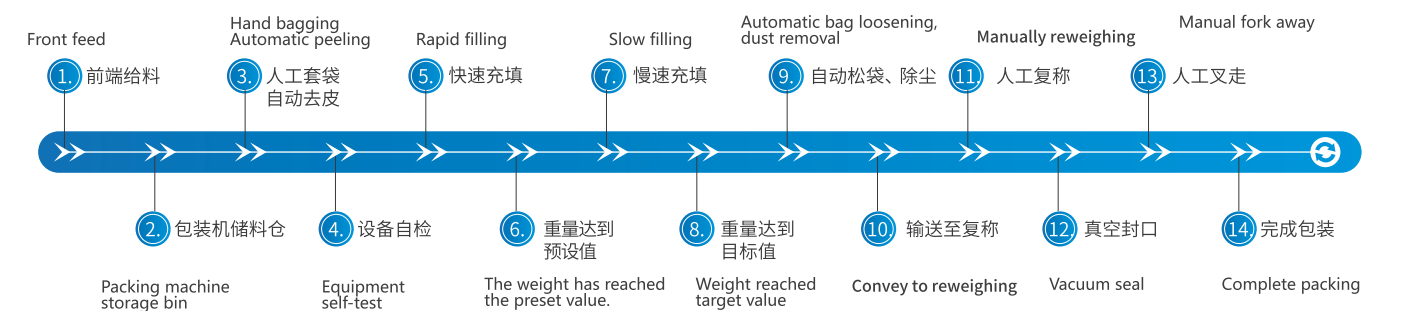 Front feed
1. 前端给料
2. 包装机储料仓
Packing machine
storage bin
Hand bagging
Automatic peeling
3. 人工套袋
自动去皮
4. 设备自检
Equipment
self-test
Rapid filling
5. 快速充填
6. 重量达到
预设值
The weight has reached
the preset value.
Slow filling
7. 慢速充填
8. 重量达到
目标值
Weight reached
target value
Automatic bag loosening,
dust removal
9. 自动松袋、除尘
10. 输送至复称
Convey to reweighing
Manually reweighing
11 人工复称
12. 真空封口
Vacuum seal
Manual fork away
13. 人工叉走
14. 完成包装
Complete packing